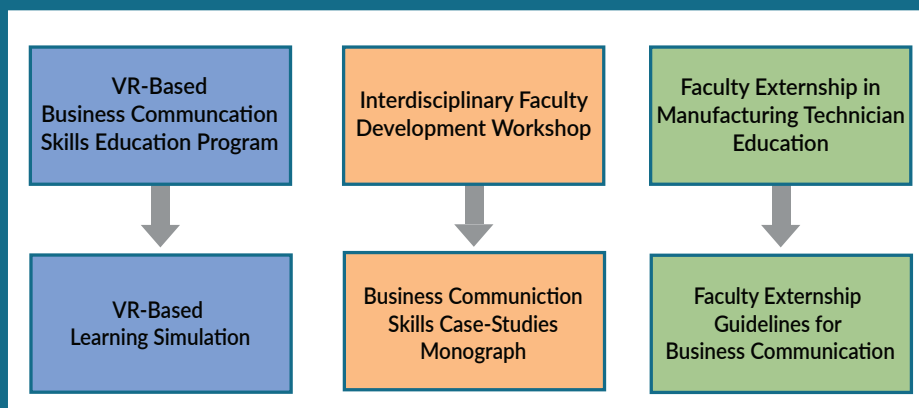 VR-Based
Business Communcation
Skills Education Program
Interdisciplinary Faculty
Development Workshop
Faculty Externship in
Manufacturing Technician
Education
VR-Based
Learning Simulation
Business Communiction
Skills Case-Studies
Monograph
Faculty Externship
Guidelines for
Business Communication